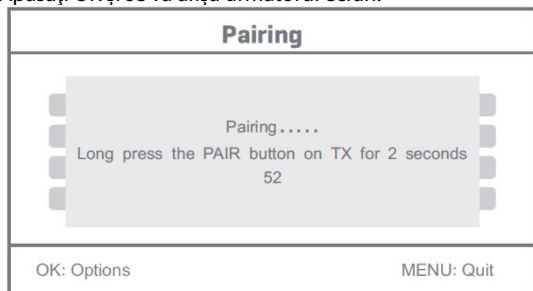 Pairing
Pairing.....
Long press the PAIR button on TX for 2 seconds
52
OK: Options
MENU: Quit